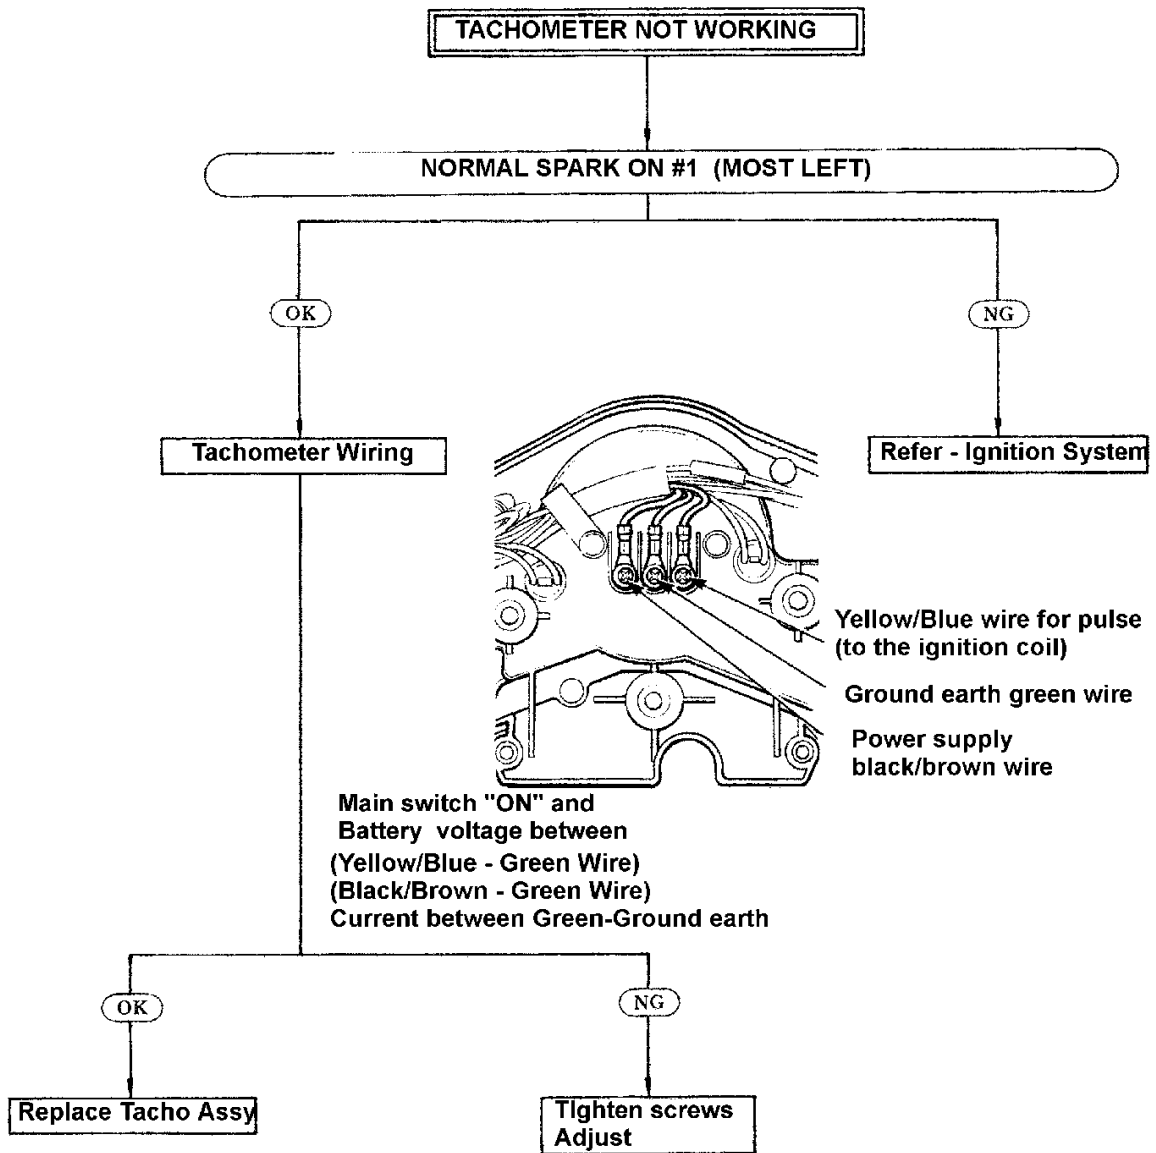 TACHOMETER NOT WORKING
NORMAL SPARK ON #1 (MOST LEFT)
OK
NG
Tachometer Wiring
Refer - Ignition System
Yellow/Blue wire for pulse
(to the ignition coil)
Ground earth green wire
Power supply
black/brown wire
Main switch "ON" and
Battery voltage between
(Yellow/Blue - Green Wire)
(Black/Brown - Green Wire)
Current between Green-Ground earth
OK
NG
Replace Tacho Assy
TIghten screws
Adjust